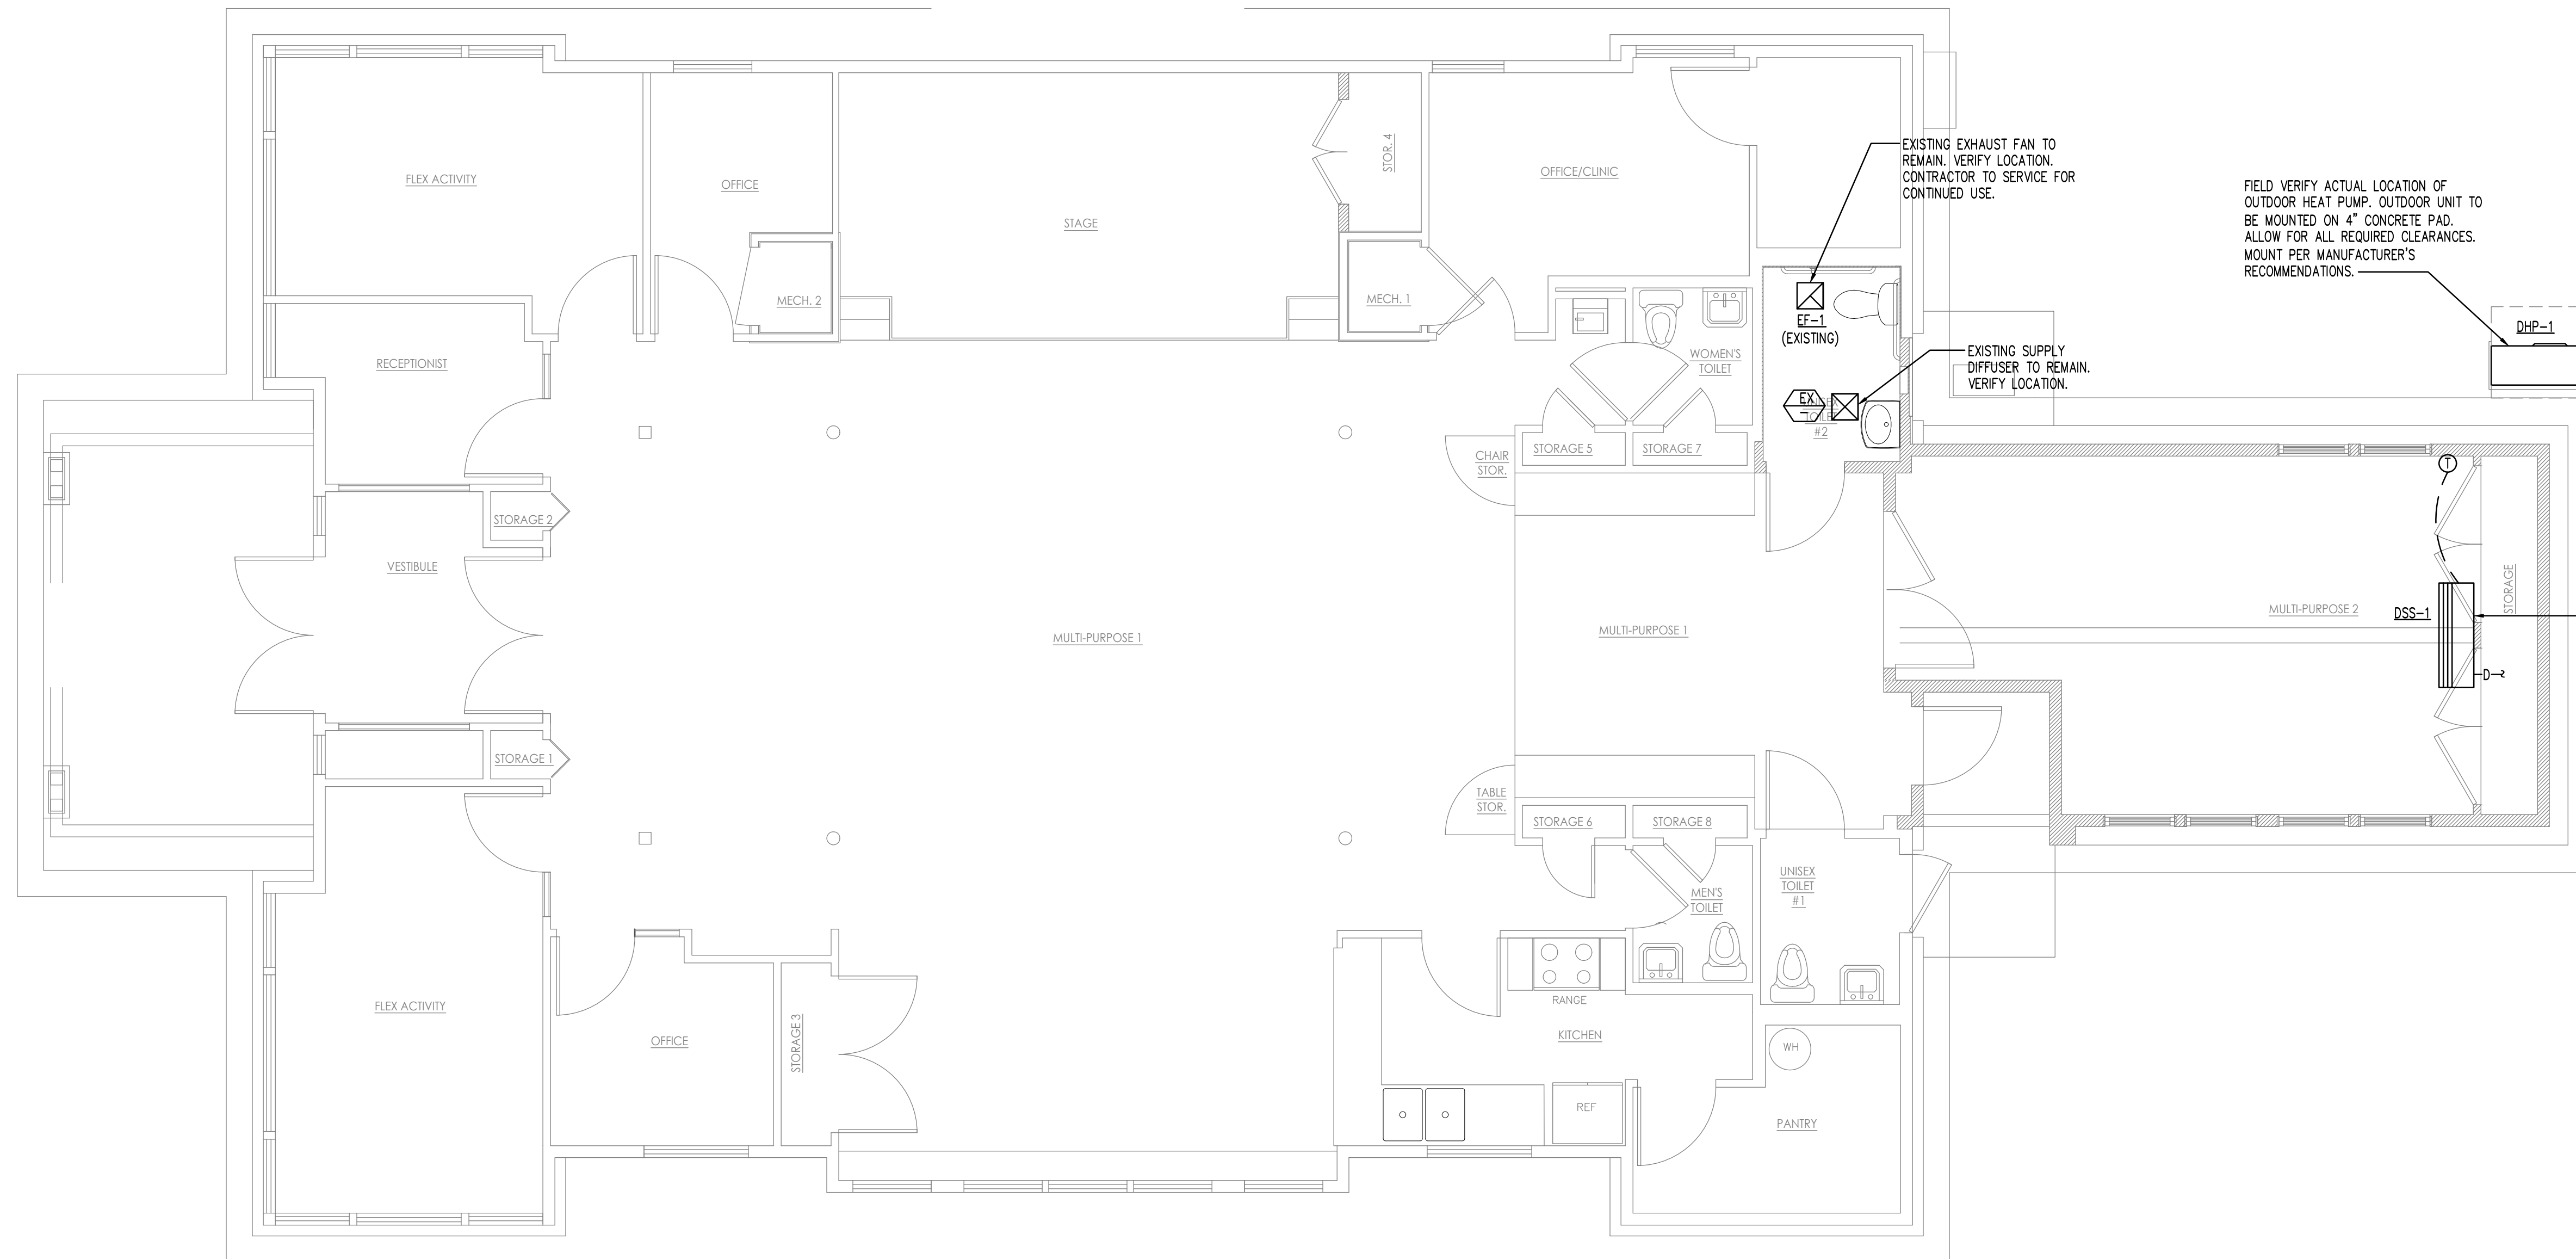 EXISTING EXHAUST FAN TO
REMAIN. VERIFY LOCATION.
CONTRACTOR TO SERVICE FOR
CONTINUED USE.
FIELD VERIFY ACTUAL LOCATION OF
OUTDOOR HEAT PUMP. OUTDOOR UNIT TO
BE MOUNTED ON 4" CONCRETE PAD.
ALLOW FOR ALL REQUIRED CLEARANCES.
MOUNT PER MANUFACTURER'S
RECOMMENDATIONS.
FLEX ACTIVITY
OFFICE
STAGE
STOR. 4
OFFICE/CLINIC
MECH. 2
MECH. 1
EF-1
(EXISTING)
DHP-1
RECEPTIONIST
WOMEN'S
TOILET
EXISTING SUPPLY
DIFFUSER TO REMAIN.
VERIFY LOCATION.
EX
-
UNISEX
TOILET
#2
CHAIR
STOR.
STORAGE 5
STORAGE 7
T
STORAGE 2
VESTIBULE
MULTI-PURPOSE 1
MULTI-PURPOSE 1
MULTI-PURPOSE 2
DSS-1
STORAGE
D
STORAGE 1
TABLE
STOR.
STORAGE 6
STORAGE 8
MEN'S
TOILET
UNISEX
TOILET
#1
FLEX ACTIVITY
OFFICE
STORAGE 3
RANGE
KITCHEN
WH
REF
PANTRY